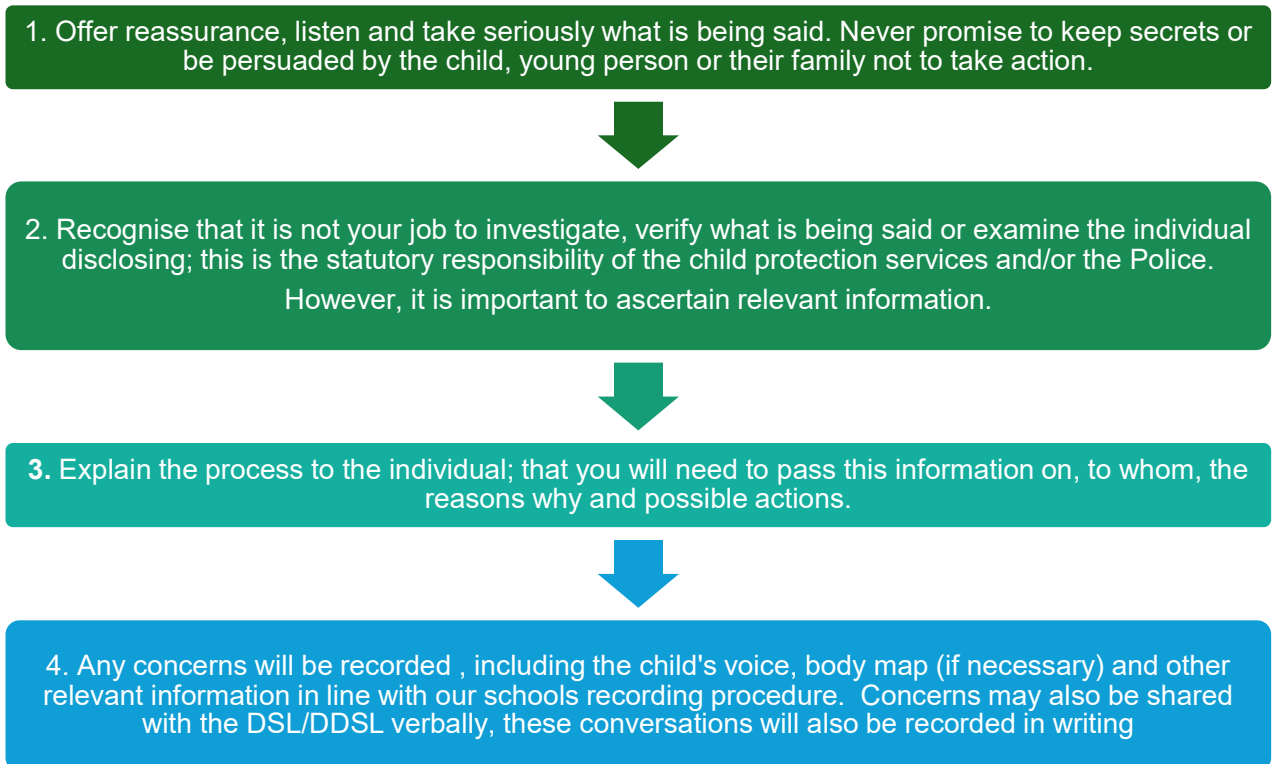 1. Offer reassurance, listen and take seriously what is being said. Never promise to keep secrets or
be persuaded by the child, young person or their family not to take action.
2. Recognise that it is not your job to investigate, verify what is being said or examine the individual
disclosing; this is the statutory responsibility of the child protection services and/or the Police.
However, it is important to ascertain relevant information.
3. Explain the process to the individual; that you will need to pass this information on, to whom, the
reasons why and possible actions.
4. Any concerns will be recorded , including the child's voice, body map (if necessary) and other
relevant information in line with our schools recording procedure.  Concerns may also be shared
with the DSL/DDSL verbally, these conversations will also be recorded in writing